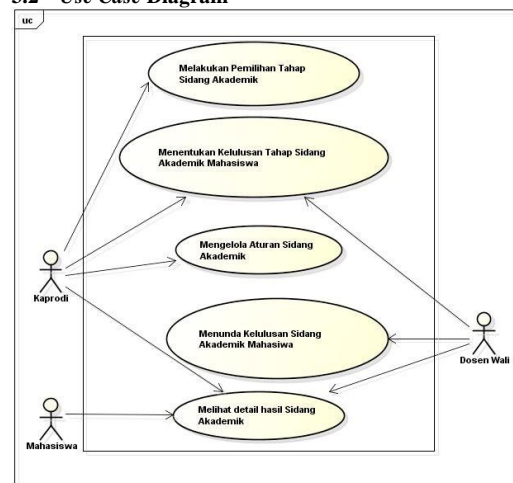 3.2 Use Case Diagram
uc
Melakukan Pemilihan Tahap
Sidang Akademik
Menentukan Kelulusan Tahap Sidang
Akademik Mahasiswa
Mengelola Aturan Sidang
Akademik
Kaprodi
Menunda Kelulusan Sidang
Akademik Mahasiwa
Dosen Wali
Melihat detail hasil Sidang
Akademik
Mahasiswa